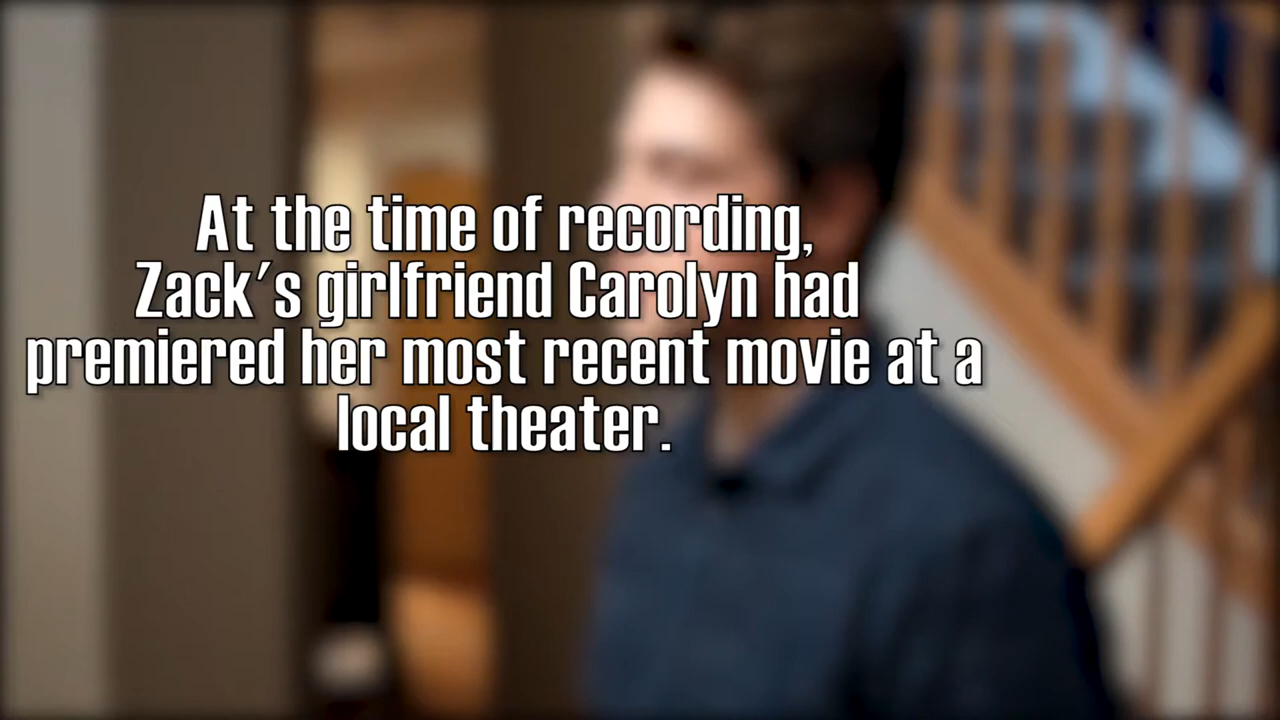 At the time of recording,
Zack's girlfriend Carolyn had
premiered her most recent movie at a
local theater.